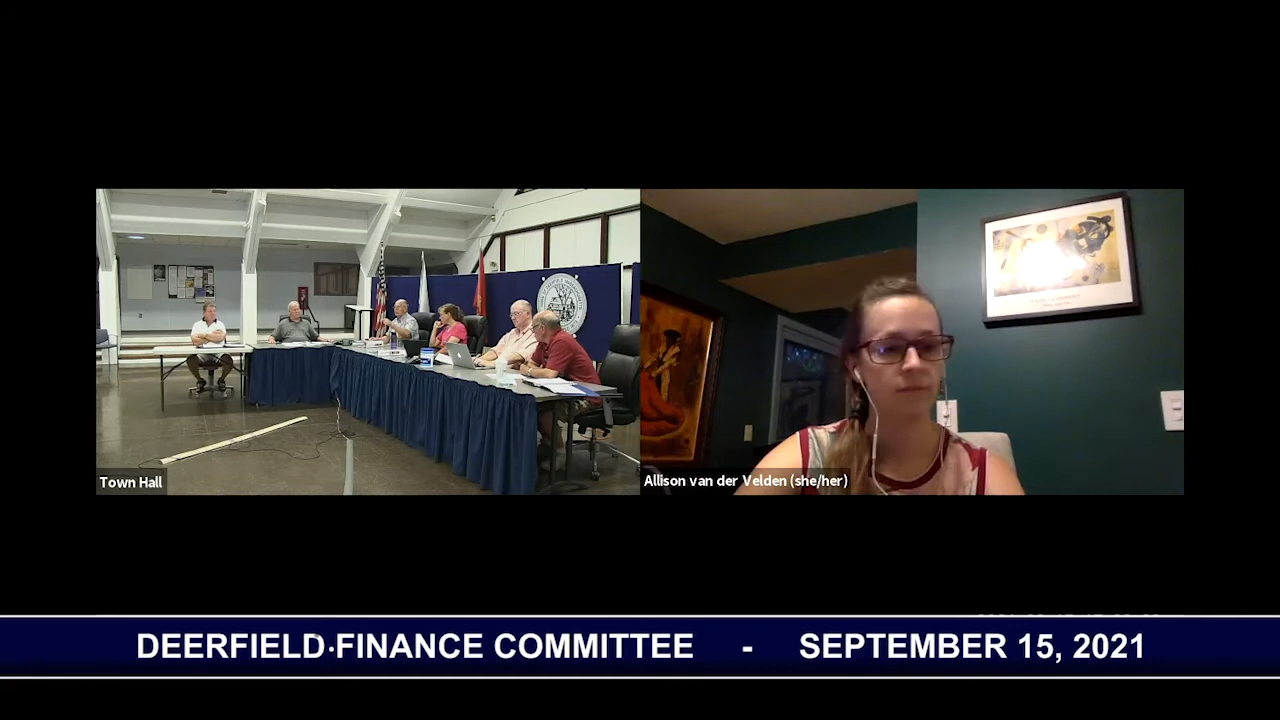 Town Hall
Allison van der Velden (she/her)
DEERFIELD·FINANCE COMMITTEE - SEPTEMBER 15, 2021